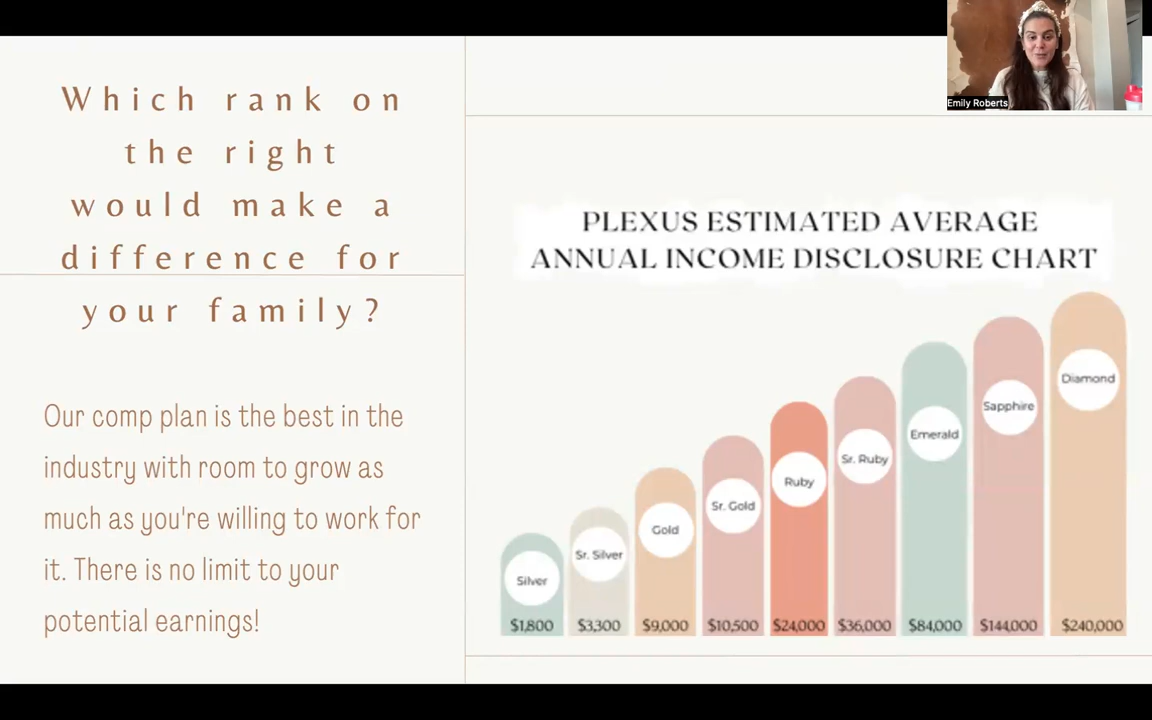 Which rank on
the right
would make a
difference for
your family?
Our comp plan is the best in the
industry with room to grow as
much as you're willing to work for
it. There is no limit to your
potential earnings!
Emily Roberts
PLEXUS ESTIMATED AVERAGE
ANNUAL INCOME DISCLOSURE CHART
Silver
Sr. Silver
Gold
Sr. Gold
Ruby
Sr. Ruby
Emerald
Sapphire
Diamond
$1,800
$3,300
$9,000
$10,500
$24,000
$36,000
$84,000
$144,000
$240,000